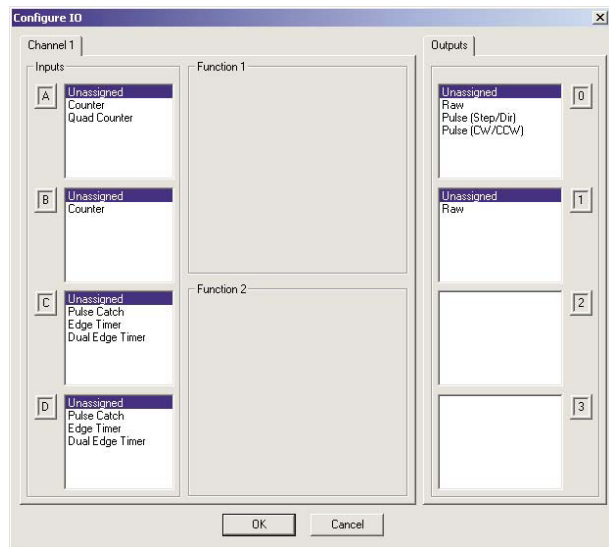 Configure IO
Channel 1
Inputs
A
Unassigned
Counter
Quad Counter
B
Unassigned
Counter
C
Unassigned
Pulse Catch
Edge Timer
Dual Edge Timer
D
Unassigned
Pulse Catch
Edge Timer
Dual Edge Timer
Function 1
Function 2
Outputs
Unassigned
Raw
Pulse (Step/Dir)
Pulse (CW/CCW)
0
Unassigned
Raw
1
2
3
OK
Cancel